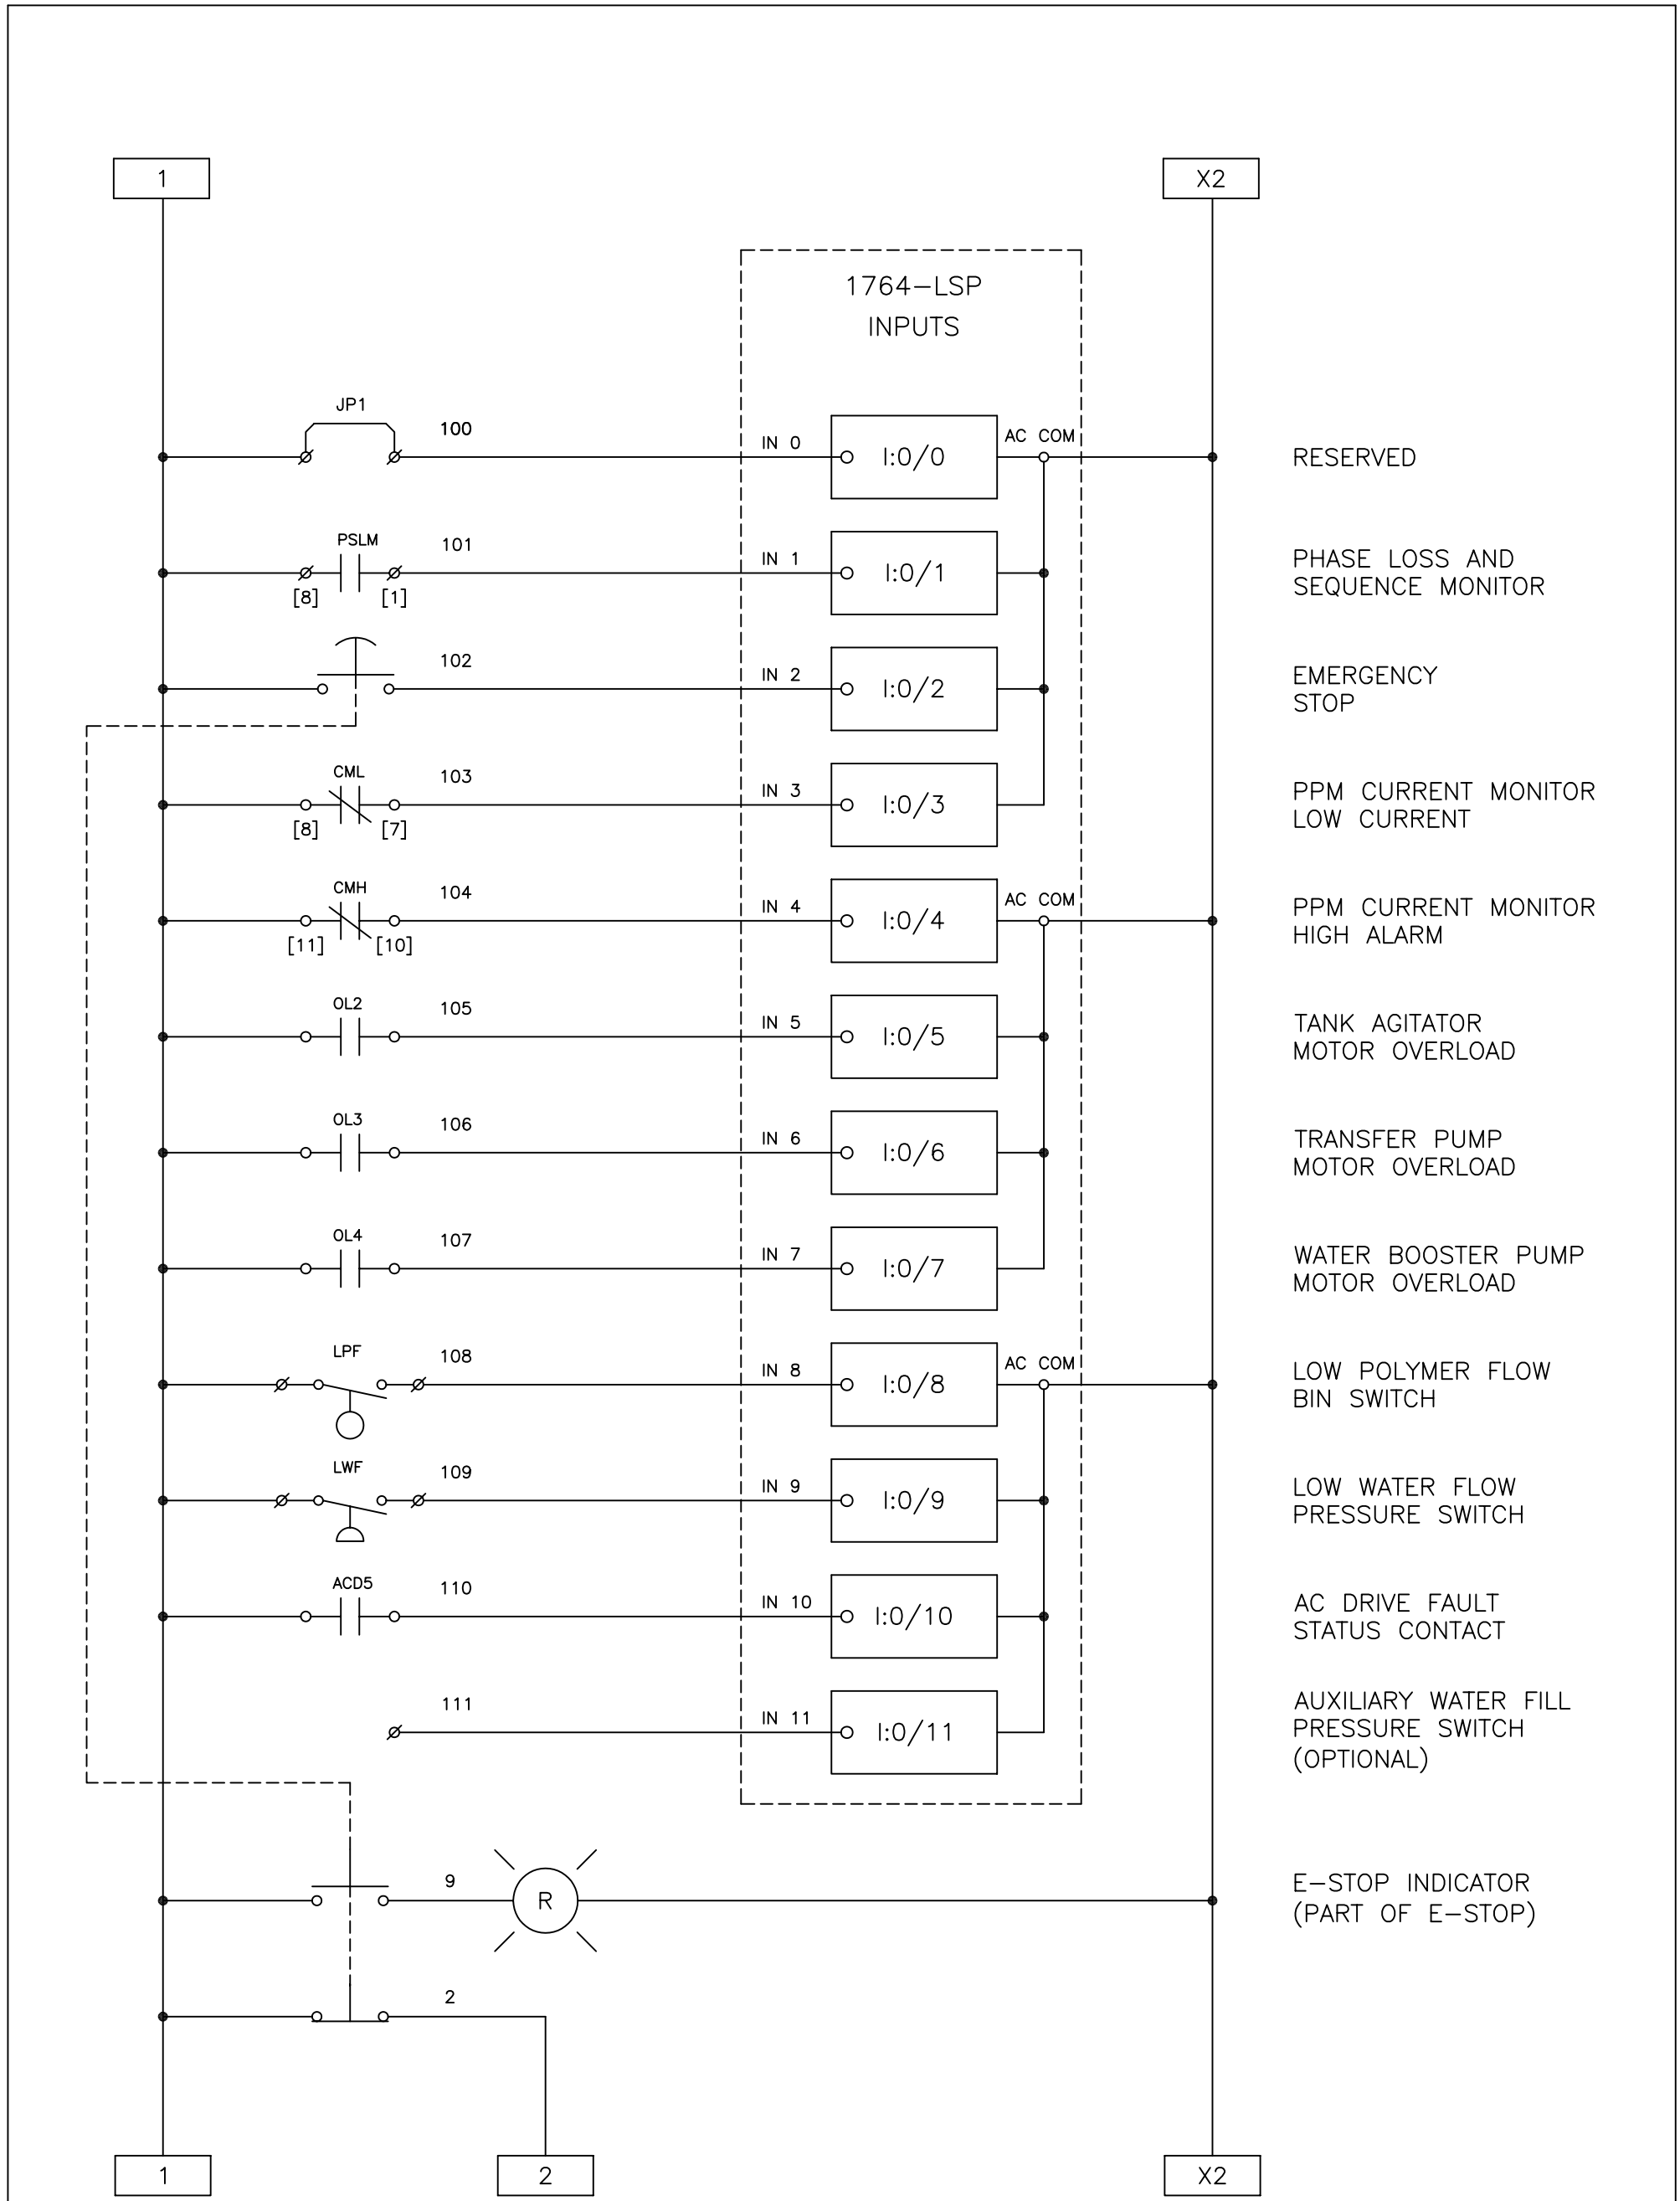 1
X2
1764-LSP
INPUTS
JP1
100
IN 0
I:0/0
AC COM
RESERVED
PSLM
101
[8]
[1]
IN 1
I:0/1
PHASE LOSS AND
SEQUENCE MONITOR
102
IN 2
I:0/2
EMERGENCY
STOP
CML
103
[8]
[7]
IN 3
I:0/3
PPM CURRENT MONITOR
LOW CURRENT
CMH
104
[11]
[10]
IN 4
I:0/4
AC COM
PPM CURRENT MONITOR
HIGH ALARM
OL2
105
IN 5
I:0/5
TANK AGITATOR
MOTOR OVERLOAD
OL3
106
IN 6
I:0/6
TRANSFER PUMP
MOTOR OVERLOAD
OL4
107
IN 7
I:0/7
WATER BOOSTER PUMP
MOTOR OVERLOAD
LPF
108
IN 8
I:0/8
AC COM
LOW POLYMER FLOW
BIN SWITCH
LWF
109
IN 9
I:0/9
LOW WATER FLOW
PRESSURE SWITCH
ACD5
110
IN 10
I:0/10
AC DRIVE FAULT
STATUS CONTACT
111
IN 11
I:0/11
AUXILIARY WATER FILL
PRESSURE SWITCH
(OPTIONAL)
9
R
E-STOP INDICATOR
(PART OF E-STOP)
2
1
2
X2